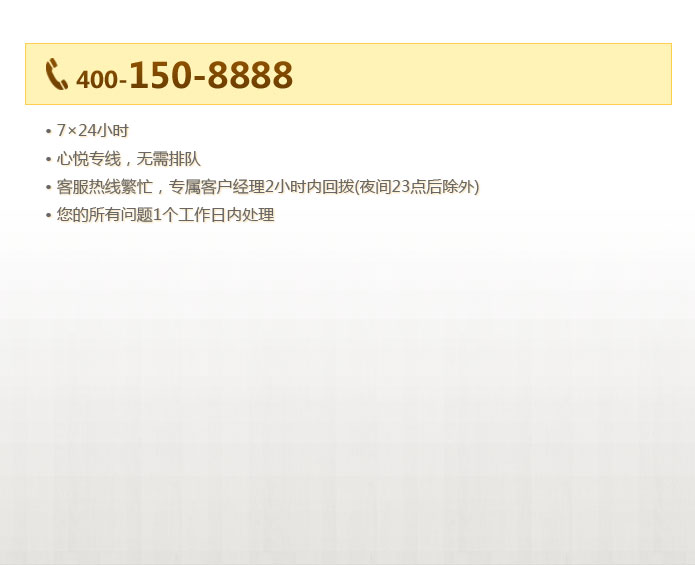 400-150-8888
• 7×24小时
• 心悦专线，无需排队
• 客服热线繁忙，专属客户经理2小时内回拨(夜间23点后除外)
• 您的所有问题1个工作日内处理